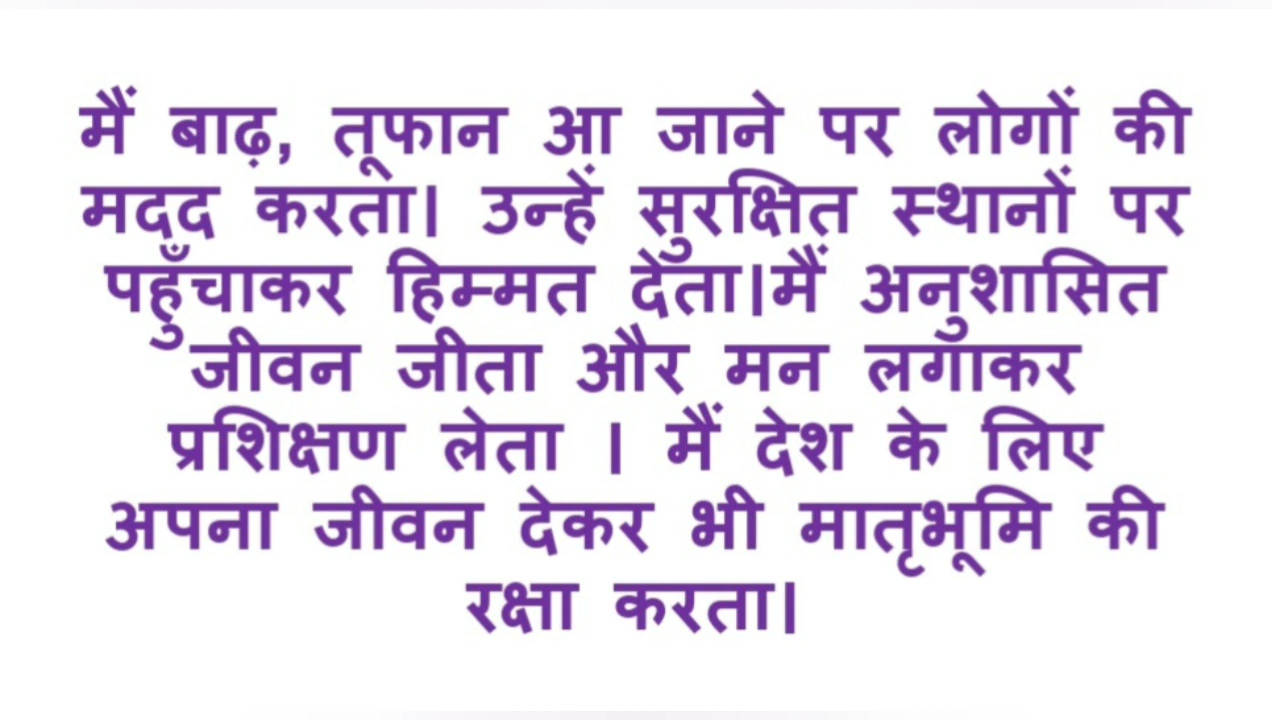 मैं बाढ़, तूफान आ जाने पर लोगों की
मदद करता। उन्हें सुरक्षित स्थानों पर
पहुँचाकर हिम्मत देता।मैं अनुशासित
जीवन जीता और मन लगाकर
प्रशिक्षण लेता । मैं देश के लिए
अपना जीवन देकर भी मातृभूमि की
रक्षा करता।